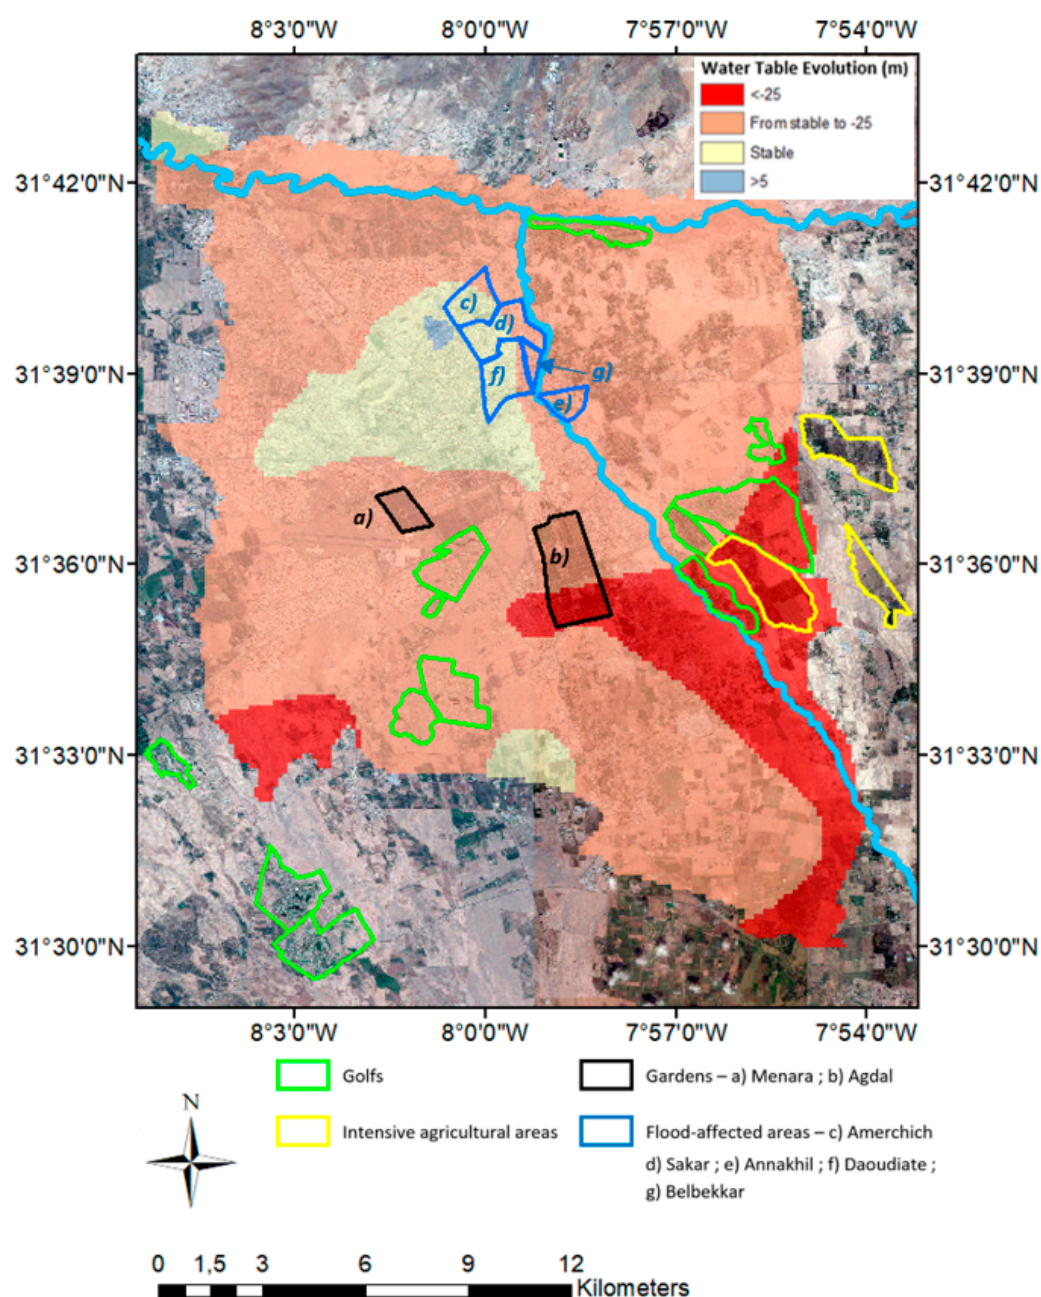 8°3'0"W 8°0'0"W 7°57'0"W 7°54'0"W
Water Table Evolution (m)
<-25
From stable to -25
Stable
>5
31°42'0"N 31°42'0"N
c)
d)
31°39'0"N f) g) 31°39'0"N
e)
a)
b)
31°36'0"N 31°36'0"N
31°33'0"N 31°33'0"N
31°30'0"N 31°30'0"N
8°3'0"W 8°0'0"W 7°57'0"W 7°54'0"W
Golfs
Gardens – a) Menara ; b) Agdal
N
Intensive agricultural areas
Flood-affected areas – c) Amerchich
d) Sakar ; e) Annakhil ; f) Daoudiate ;
g) Belbekkar
0 1,5 3 6 9 12
Kilometers